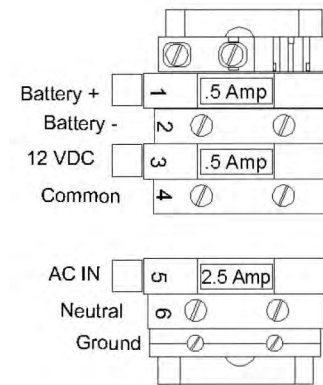 Battery + 1 .5 Amp
Battery - 2
12 VDC 3 .5 Amp
Common 4
AC IN 5 2.5 Amp
Neutral 6
Ground